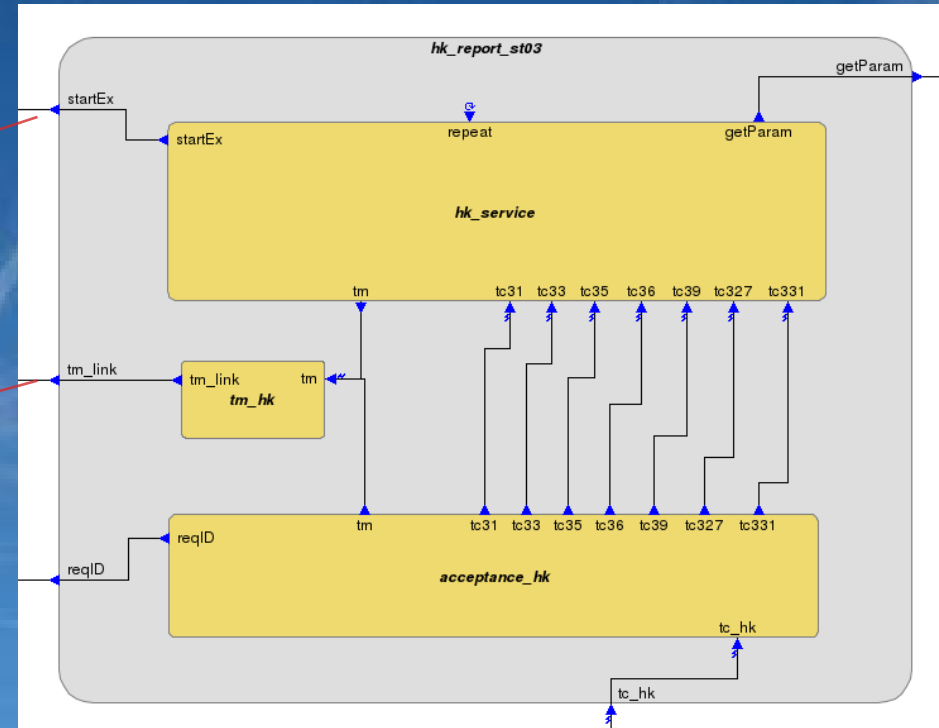 hk_report_st03
getParam
startEx
startEx
repeat
getParam
hk_service
tm
tc31
tc33
tc35
tc36
tc39
tc327
tc331
tm_link
tm_link
tm
tm_hk
tm
tc31
tc33
tc35
tc36
tc39
tc327
tc331
reqID
reqID
acceptance_hk
tc_hk
tc_hk